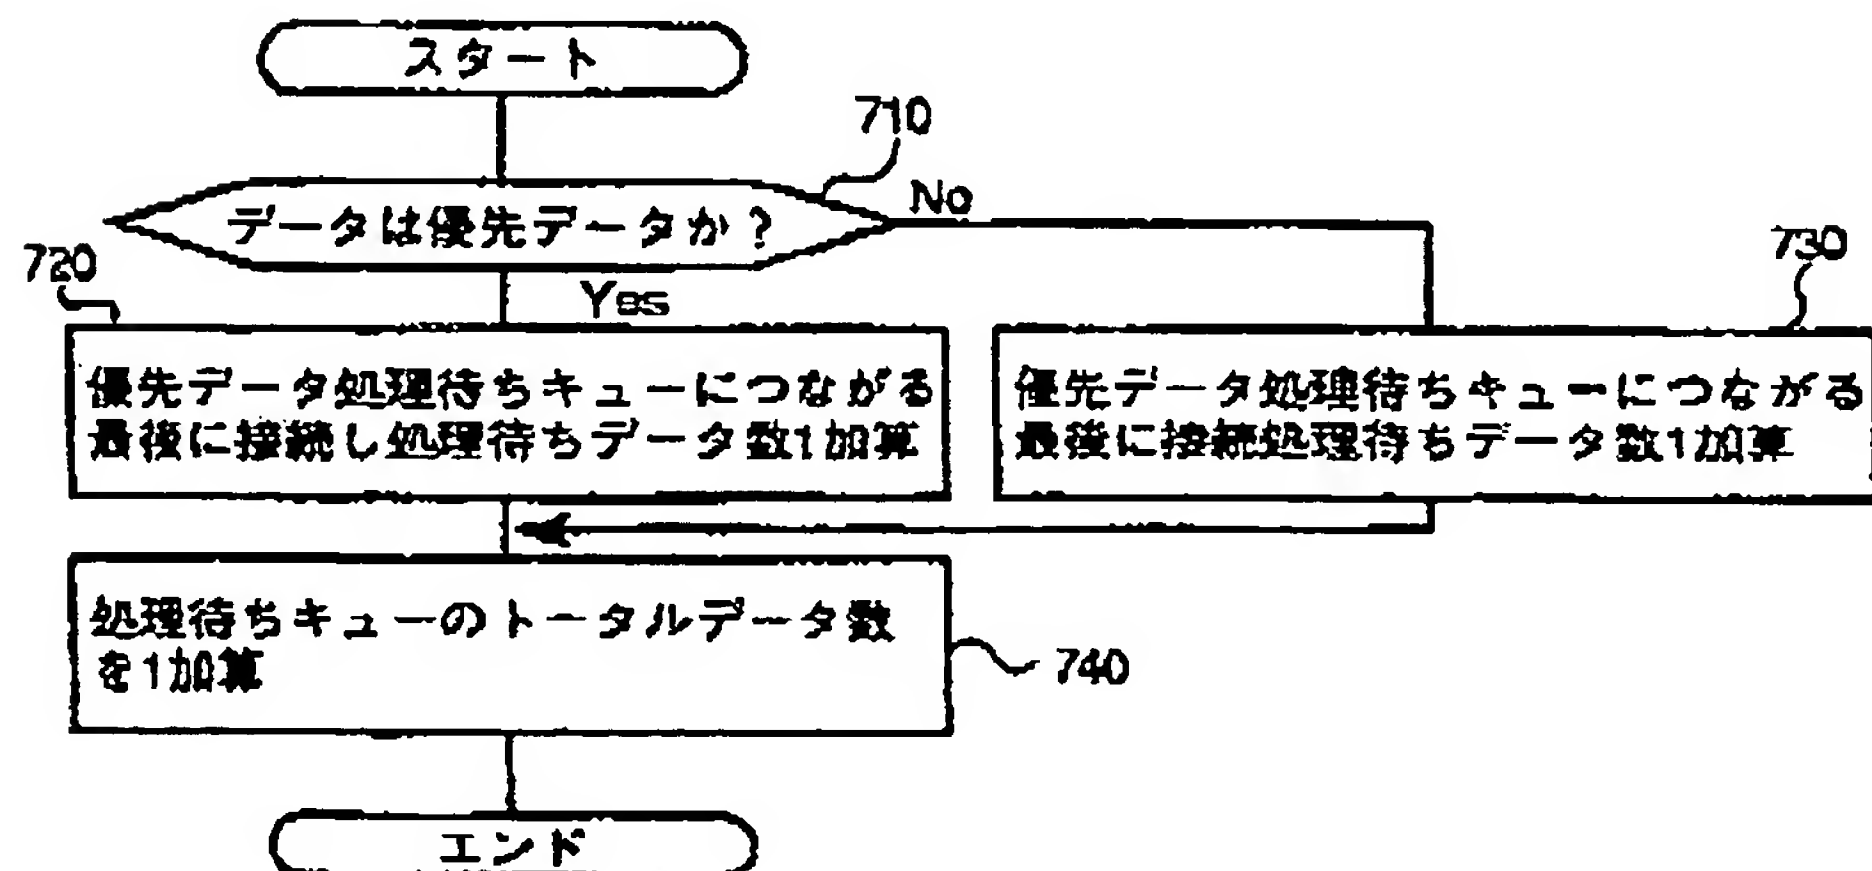 スタート
710
データは優先データか?
No
720
Yes
730
優先データ処理待ちキューにつながる
最後に接続し処理待ちデータ数1加算
優先データ処理待ちキューにつながる
最後に接続処理待ちデータ数1加算
処理待ちキューのトータルデータ数
を1加算
740
エンド